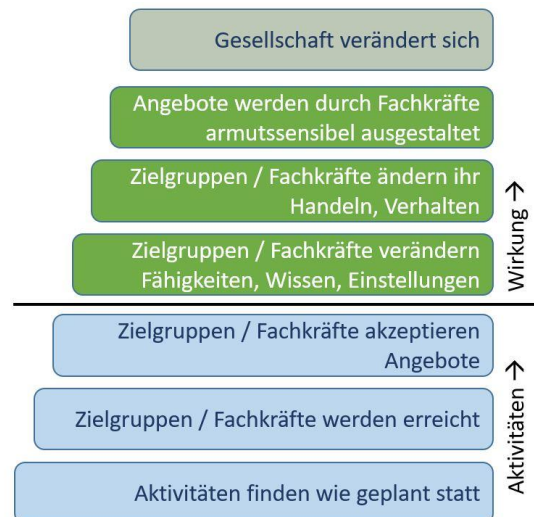 Gesellschaft verändert sich
Angebote werden durch Fachkräfte
armutssensibel ausgestaltet
Zielgruppen / Fachkräfte ändern ihr
Handeln, Verhalten
Zielgruppen / Fachkräfte verändern
Fähigkeiten, Wissen, Einstellungen
Wirkung →
Zielgruppen / Fachkräfte akzeptieren
Angebote
Zielgruppen / Fachkräfte werden erreicht
Aktivitäten finden wie geplant statt
Aktivitäten →